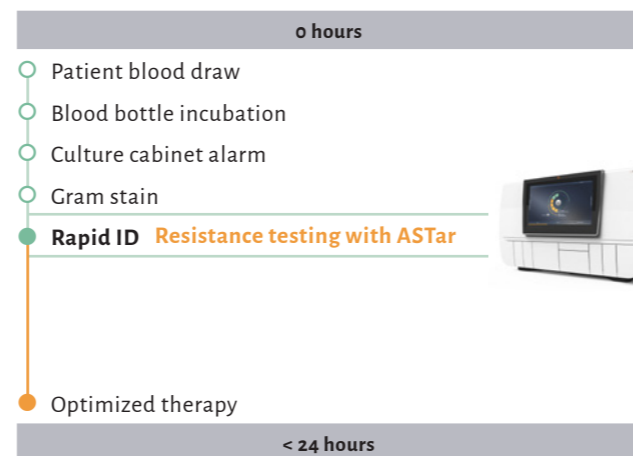 0 hours
Patient blood draw
Blood bottle incubation
Culture cabinet alarm
Gram stain
Rapid ID Resistance testing with ASTar
Optimized therapy
< 24 hours